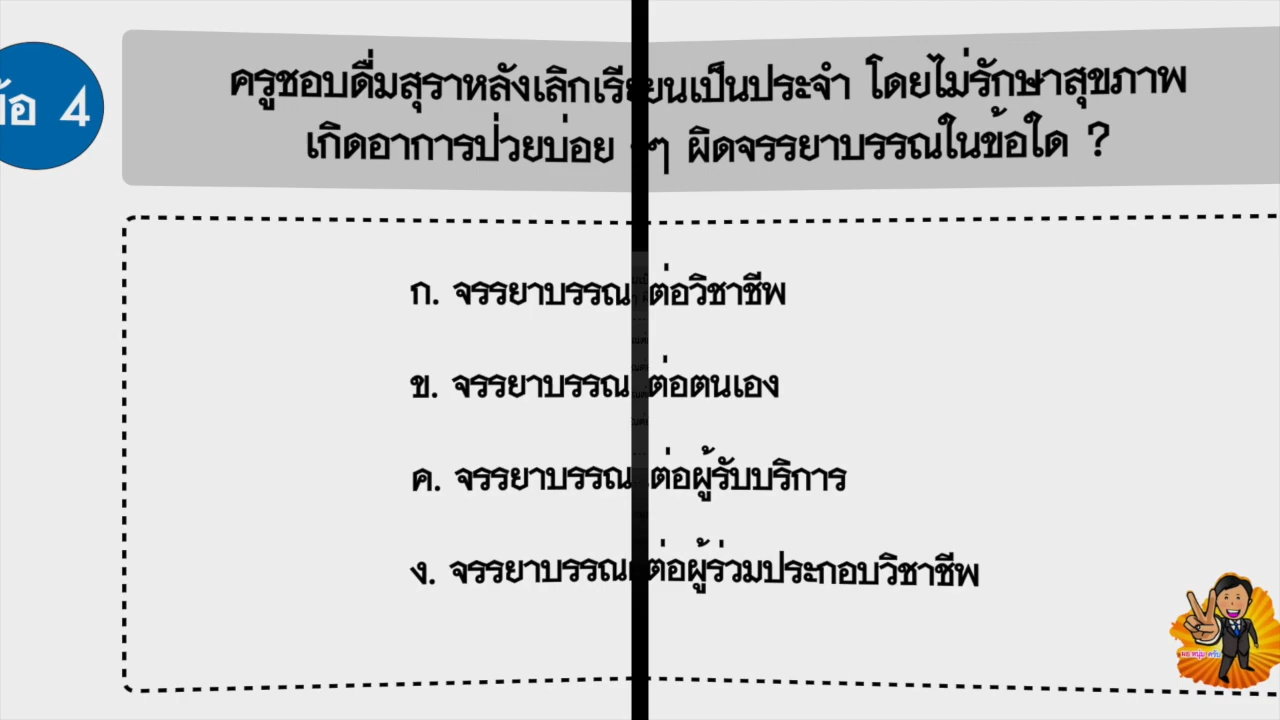 ข้อ 4
ครูชอบดื่มสุราหลังเลิกเรียนเป็นประจำ โดยไม่รักษาสุขภาพ
เกิดอาการป่วยบ่อย ๆ ผิดจรรยาบรรณในข้อใด ?
ก. จรรยาบรรณต่อวิชาชีพ
ข. จรรยาบรรณต่อตนเอง
ค. จรรยาบรรณต่อผู้รับบริการ
ง. จรรยาบรรณต่อผู้ร่วมประกอบวิชาชีพ
ผอ.หนุ่ม ครับ